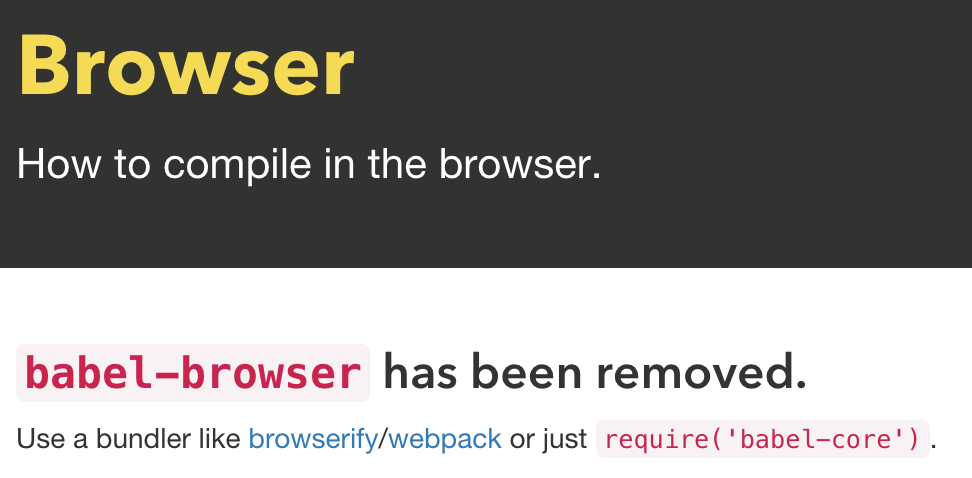 Browser
How to compile in the browser.
babel-browser has been removed.
Use a bundler like browserify/webpack or just require('babel-core').